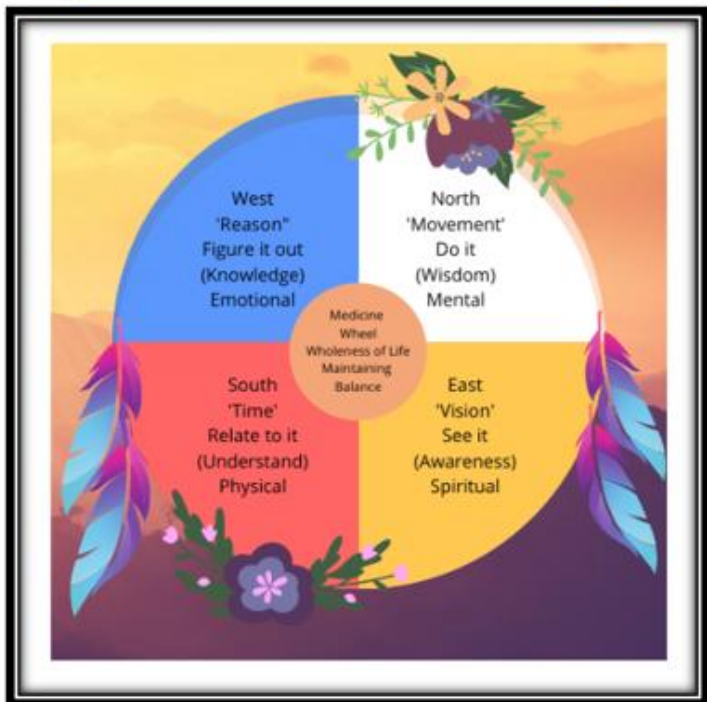 West
'Reason"
Figure it out
(Knowledge)
Emotional
North
'Movement'
Do it
(Wisdom)
Mental
Medicine
Wheel
Wholeness of Life
Maintaining
Balance
South
'Time'
Relate to it
(Understand)
Physical
East
'Vision'
See it
(Awareness)
Spiritual